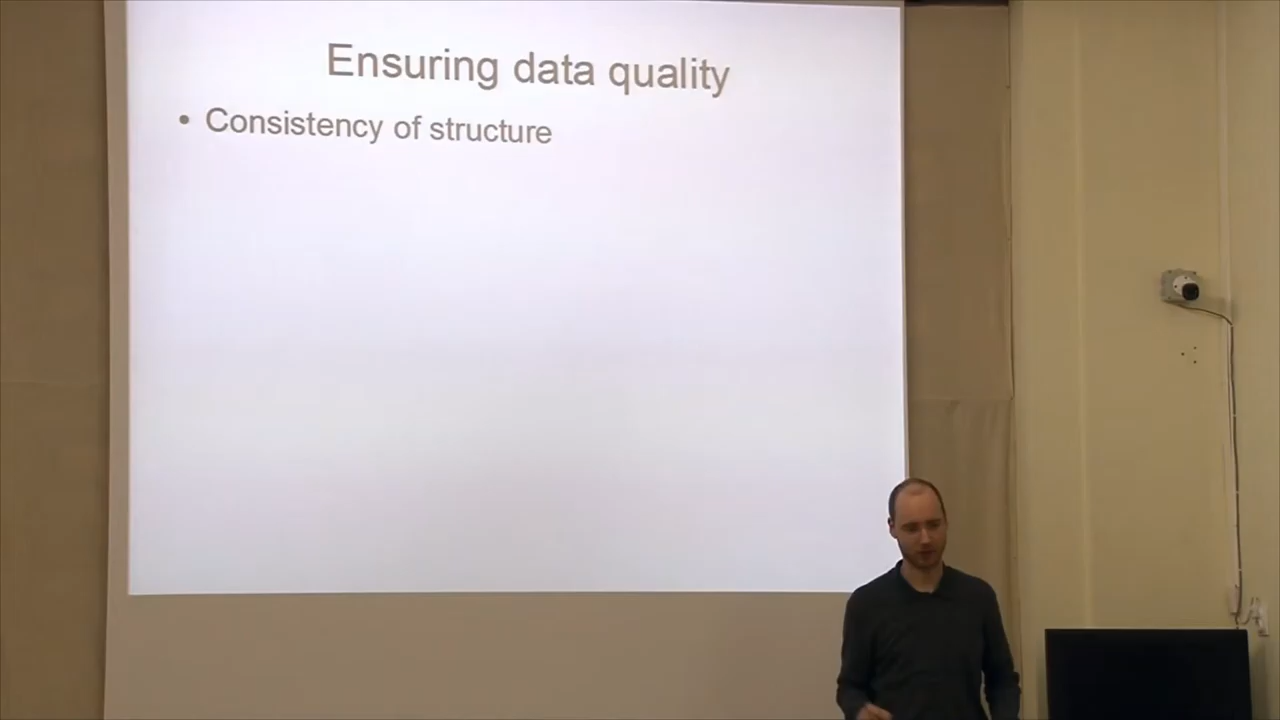 Ensuring data quality
• Consistency of structure